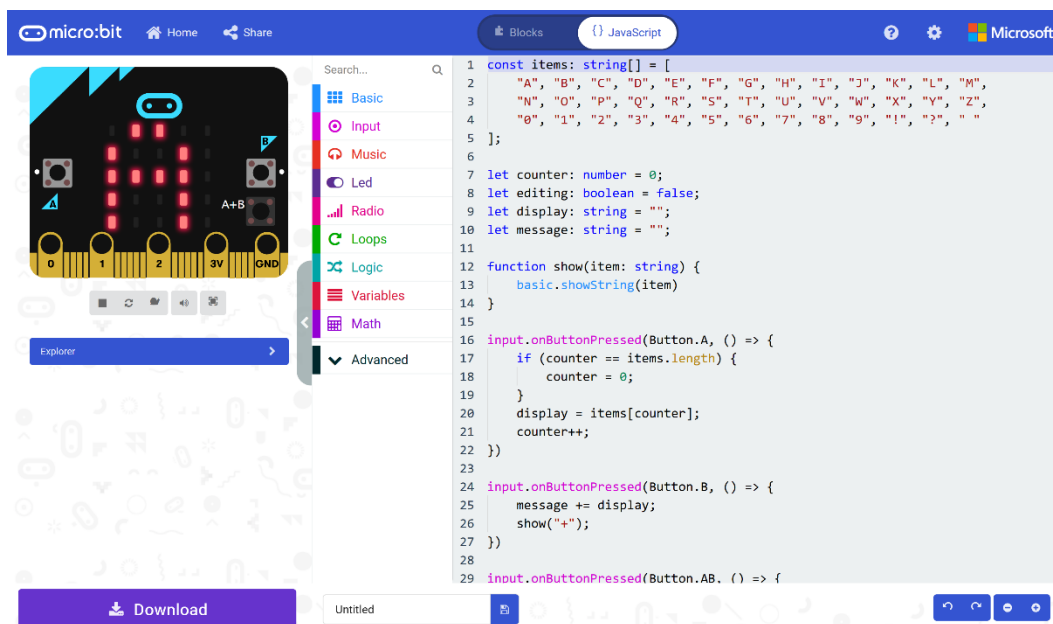 micro:bit Home Share Blocks {} JavaScript ? Microsoft
A
B
A+B
0 1 2 3V GND
Explorer
Search...
Basic
Input
Music
Led
Radio
Loops
Logic
Variables
Math
Advanced
1 const items: string[] = [
2 "A", "B", "C", "D", "E", "F", "G", "H", "I", "J", "K", "L", "M",
3 "N", "O", "P", "Q", "R", "S", "T", "U", "V", "W", "X", "Y", "Z",
4 "0", "1", "2", "3", "4", "5", "6", "7", "8", "9", "!", "?", " "
5 ];
6
7 let counter: number = 0;
8 let editing: boolean = false;
9 let display: string = "";
10 let message: string = "";
11
12 function show(item: string) {
13 basic.showString(item)
14 }
15
16 input.onButtonPressed(Button.A, () => {
17 if (counter == items.length) {
18 counter = 0;
19 }
20 display = items[counter];
21 counter++;
22 })
23
24 input.onButtonPressed(Button.B, () => {
25 message += display;
26 show("+");
27 })
28
29 input.onButtonPressed(Button.AB, () => {
Download
Untitled